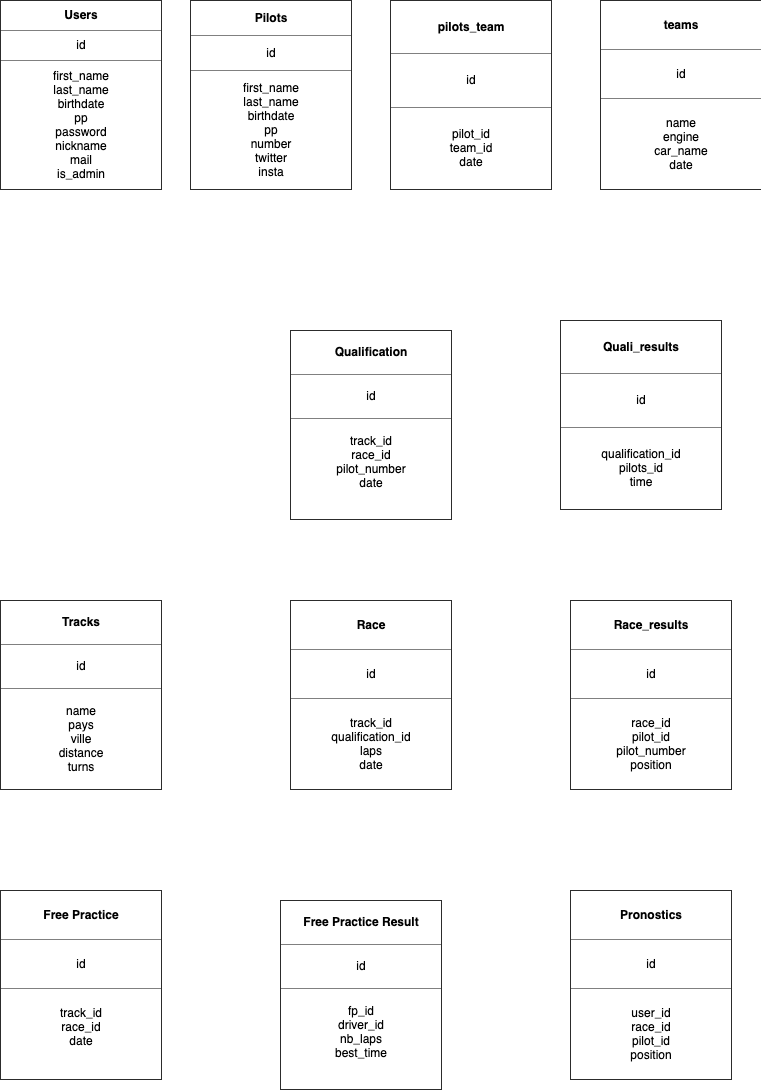 Users
id
first_name
last_name
birthdate
pp
password
nickname
mail
is_admin
Pilots
id
first_name
last_name
birthdate
pp
number
twitter
insta
pilots_team
id
pilot_id
team_id
date
teams
id
name
engine
car_name
date
Qualification
id
track_id
race_id
pilot_number
date
Quali_results
id
qualification_id
pilots_id
time
Tracks
id
name
pays
ville
distance
turns
Race
id
track_id
qualification_id
laps
date
Race_results
id
race_id
pilot_id
pilot_number
position
Free Practice
id
track_id
race_id
date
Free Practice Result
id
fp_id
driver_id
nb_laps
best_time
Pronostics
id
user_id
race_id
pilot_id
position